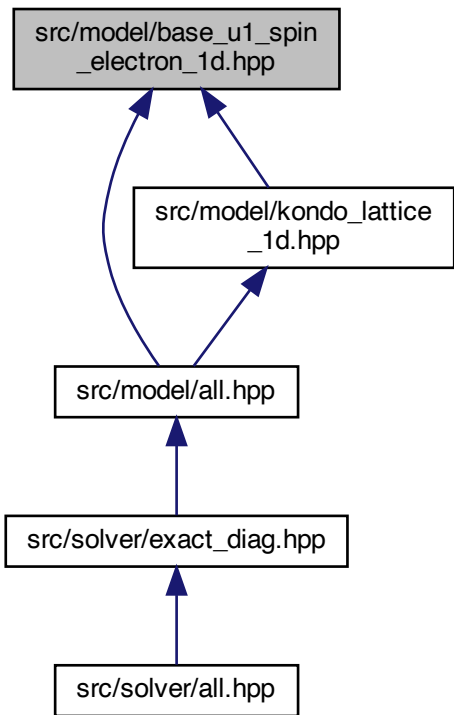 src/model/base_u1_spin
_electron_1d.hpp
src/model/kondo_lattice
_1d.hpp
src/model/all.hpp
src/solver/exact_diag.hpp
src/solver/all.hpp